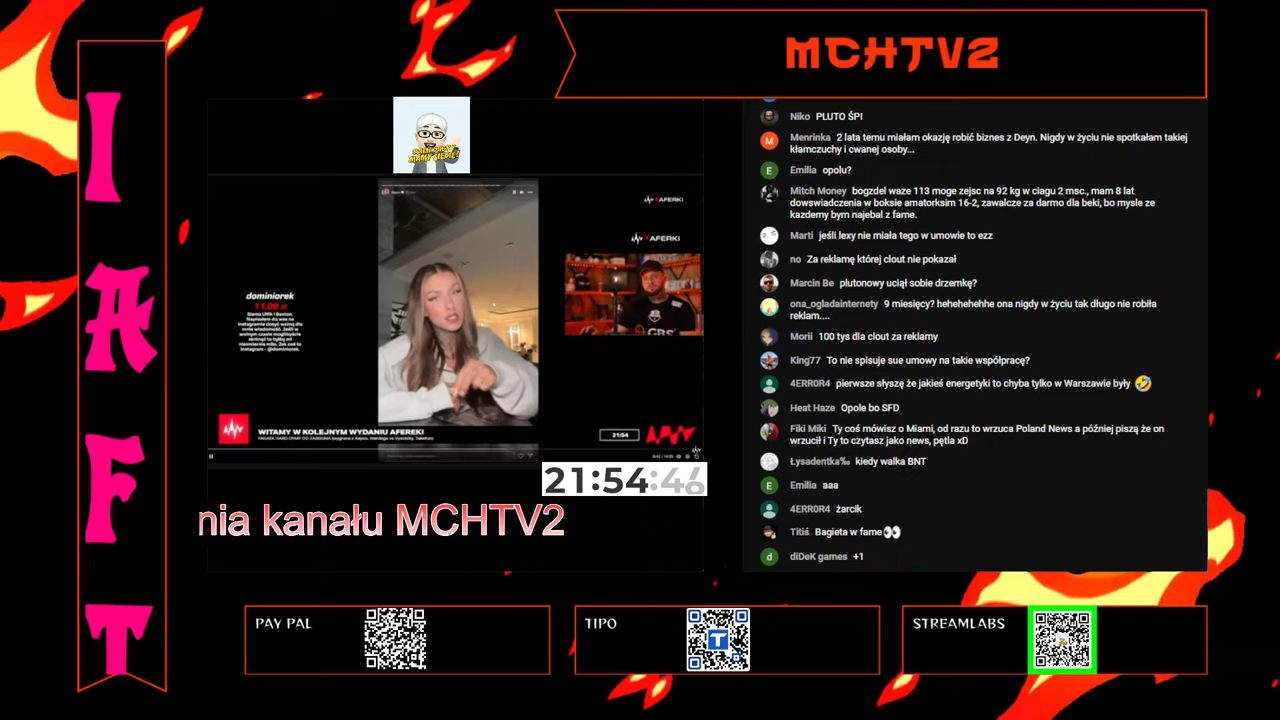 I
A
F
T
MCHTV2
MAMY CIEBIE!
AFERKI
AFERKI
dominiorek
11.00 zł
WITAMY W KOLEJNYM WYDANIU AFEREK!
21:54
21:54:46
nia kanału MCHTV2
Niko PLUTO ŚPI
Menrinka 2 lata temu miałam okazję robić biznes z Deyn. Nigdy w życiu nie spotkałam takiej
kłamczuchy i cwanej osoby...
Emilia opolu?
Mitch Money bogzdel waze 113 moge zejsc na 92 kg w ciagu 2 msc., mam 8 lat
dowswiadczenia w boksie amatorksim 16-2, zawalcze za darmo dla beki, bo mysle ze
kazdemy bym najebal z fame.
Marti jeśli lexy nie miała tego w umowie to ezz
no Za reklamę której clout nie pokazał
Marcin Be plutonowy uciął sobie drzemkę?
ona_ogladainternety 9 miesięcy? hehehehehhe ona nigdy w życiu tak długo nie robiła
reklam....
Morii 100 tys dla clout za reklamy
King77 To nie spisuje sue umowy na takie współpracę?
4ERR0R4 pierwsze słyszę że jakieś energetyki to chyba tylko w Warszawie były 🤣
Heat Haze Opole bo SFD
Fiki Miki Ty coś mówisz o Miami, od razu to wrzuca Poland News a później piszą że on
wrzucił i Ty to czytasz jako news, pętla xD
Łysadentka‰ kiedy walka BNT
Emilia aaa
4ERR0R4 żarcik
Titiś Bagieta w fame👀
diDeK games +1
PAY PAL
TIPO
STREAMLABS